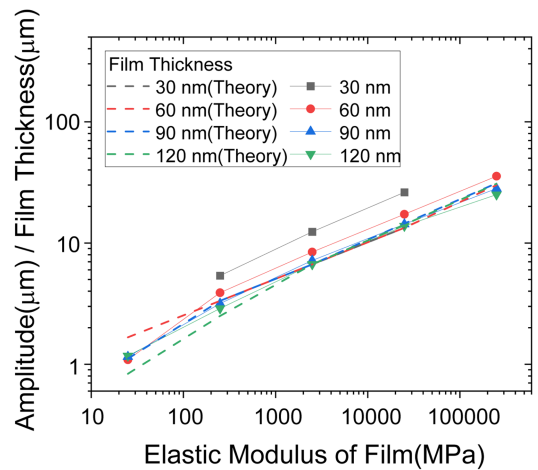 Amplitude(μm) / Film Thickness(μm)
100
10
1
Film Thickness
30 nm(Theory) 30 nm
60 nm(Theory) 60 nm
90 nm(Theory) 90 nm
120 nm(Theory) 120 nm
10 100 1000 10000 100000
Elastic Modulus of Film(MPa)